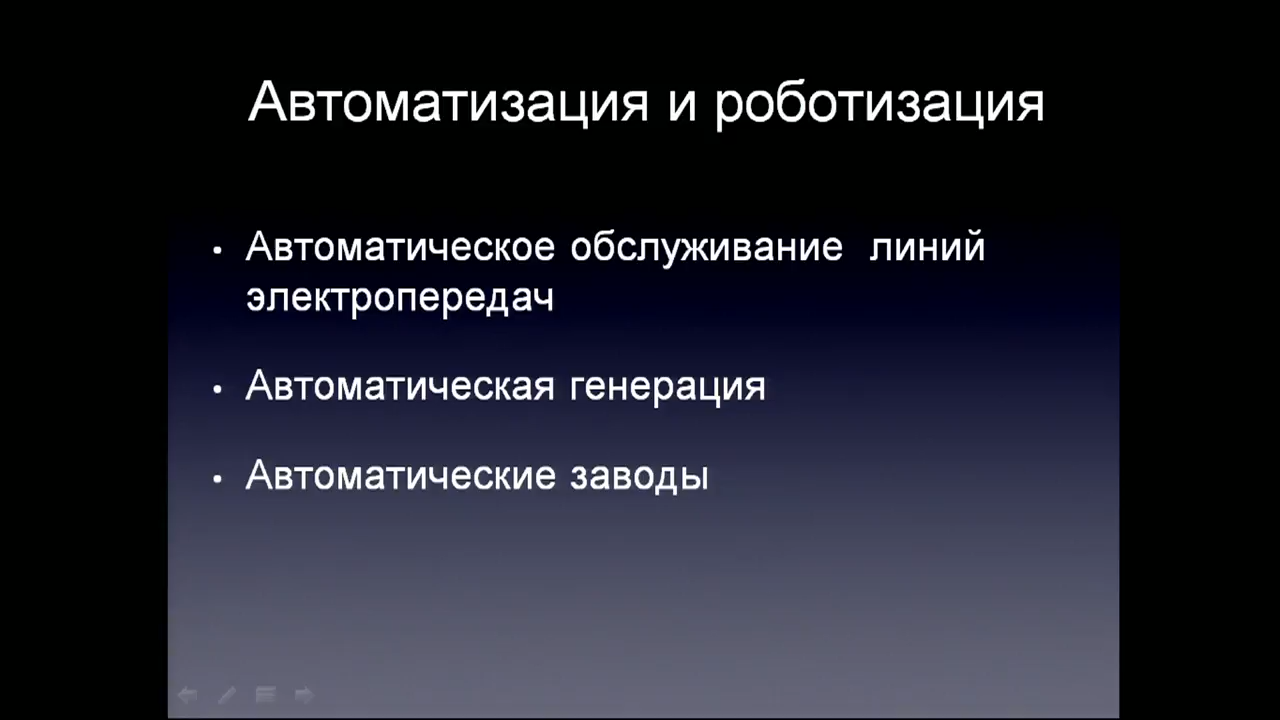 Автоматизация и роботизация
• Автоматическое обслуживание линий
электропередач
• Автоматическая генерация
• Автоматические заводы